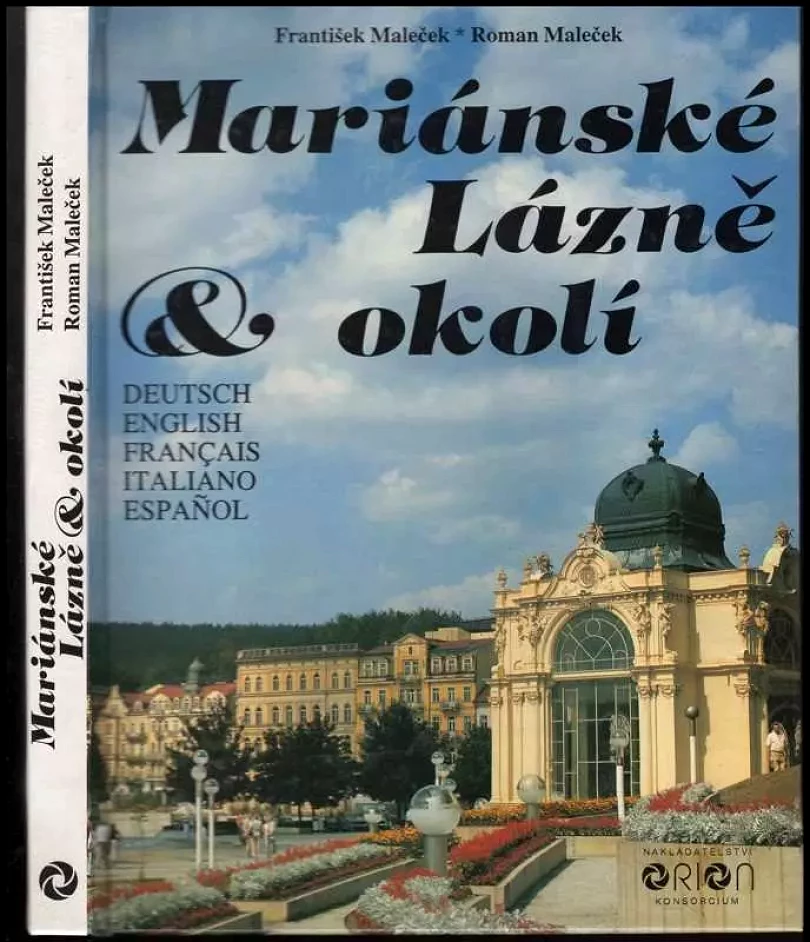 František Maleček * Roman Maleček
Mariánské
Lázně
& okolí
DEUTSCH
ENGLISH
FRANÇAIS
ITALIANO
ESPAÑOL
NAKLADATELSTVÍ
ORION
KONSORCIUM
František Maleček
Roman Maleček
Mariánské
Lázně & okolí